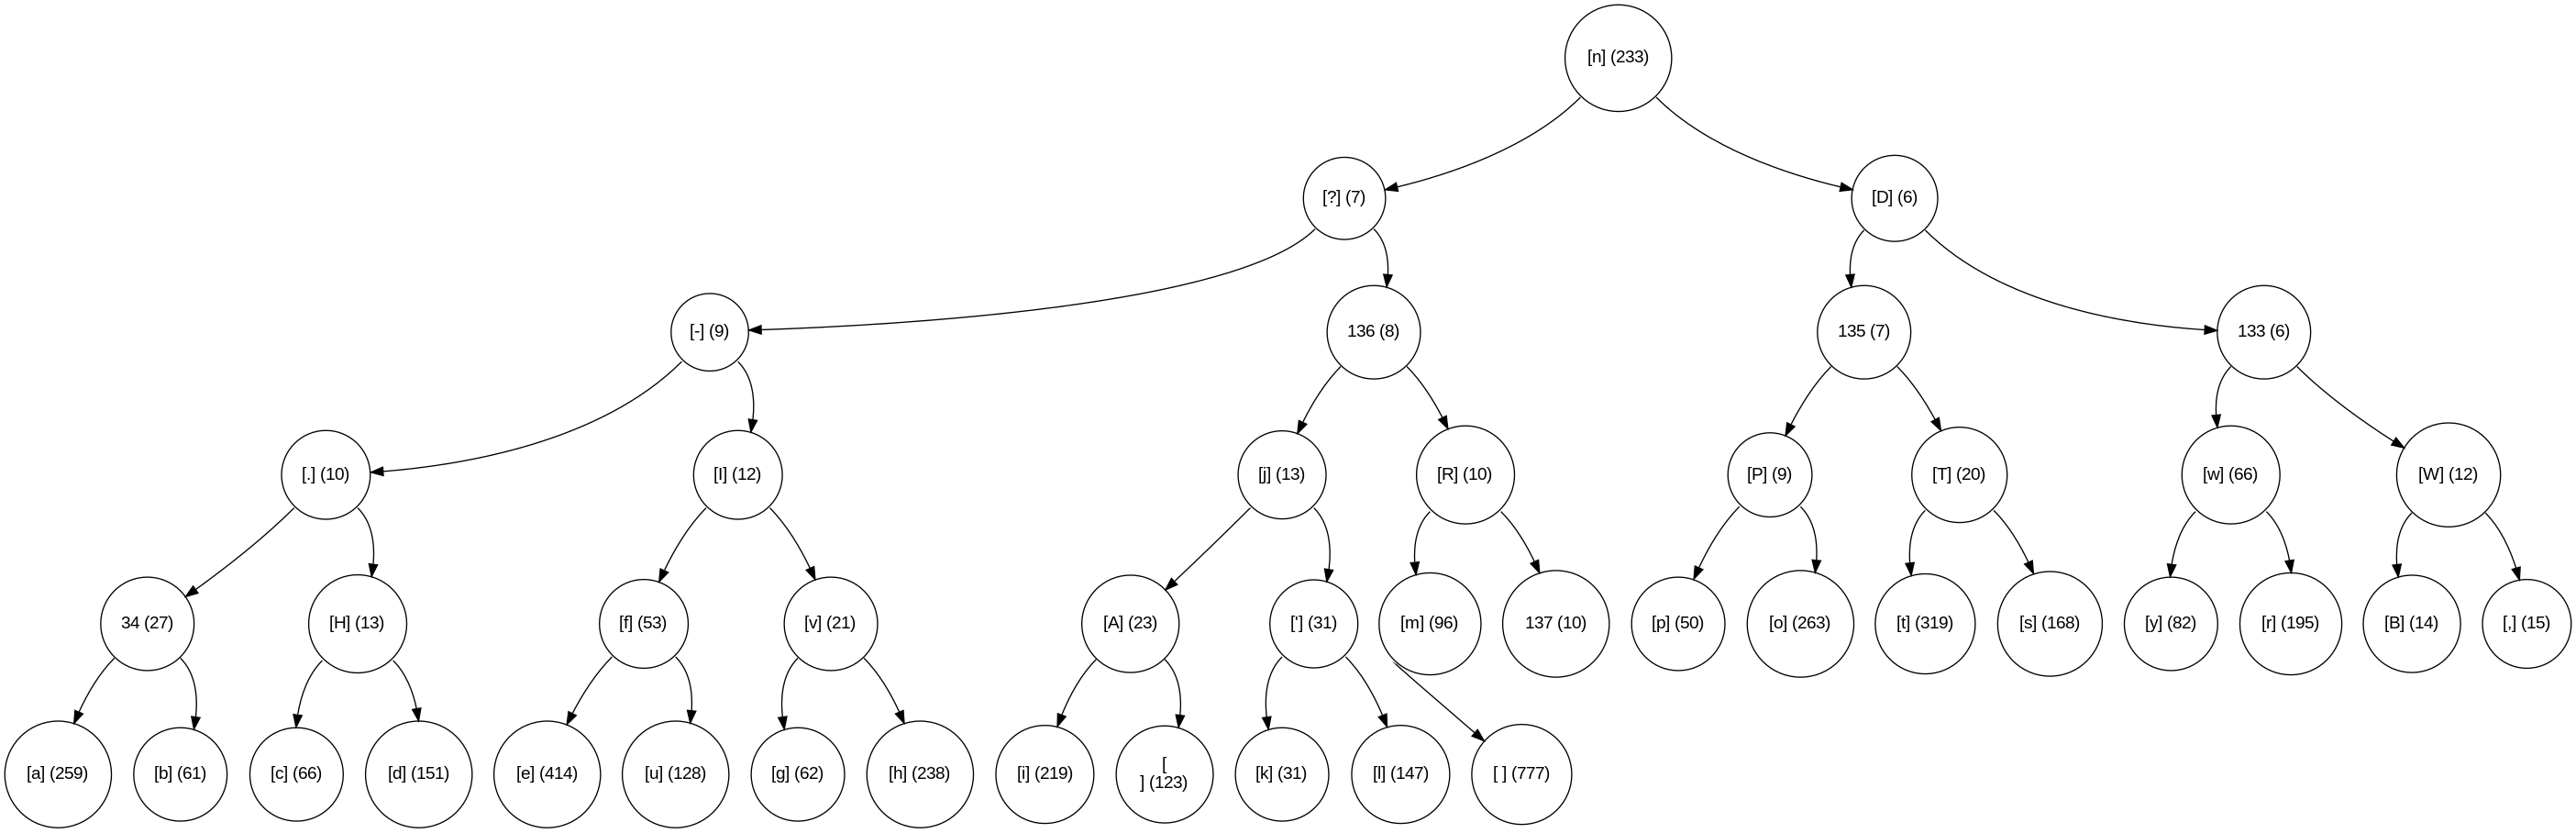 [n] (233)
[?] (7)
[D] (6)
[-] (9)
136 (8)
135 (7)
133 (6)
[.] (10)
[I] (12)
[j] (13)
[R] (10)
[P] (9)
[T] (20)
[w] (66)
[W] (12)
34 (27)
[H] (13)
[f] (53)
[v] (21)
[A] (23)
['] (31)
[m] (96)
137 (10)
[p] (50)
[o] (263)
[t] (319)
[s] (168)
[y] (82)
[r] (195)
[B] (14)
[,] (15)
[a] (259)
[b] (61)
[c] (66)
[d] (151)
[e] (414)
[u] (128)
[g] (62)
[h] (238)
[i] (219)
[
] (123)
[k] (31)
[l] (147)
[ ] (777)